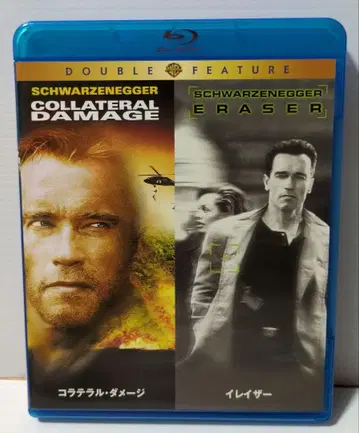 DOUBLE FEATURE
SCHWARZENEGGER
COLLATERAL
DAMAGE
コラテラル・ダメージ
SCHWARZENEGGER
ERASER
イレイザー